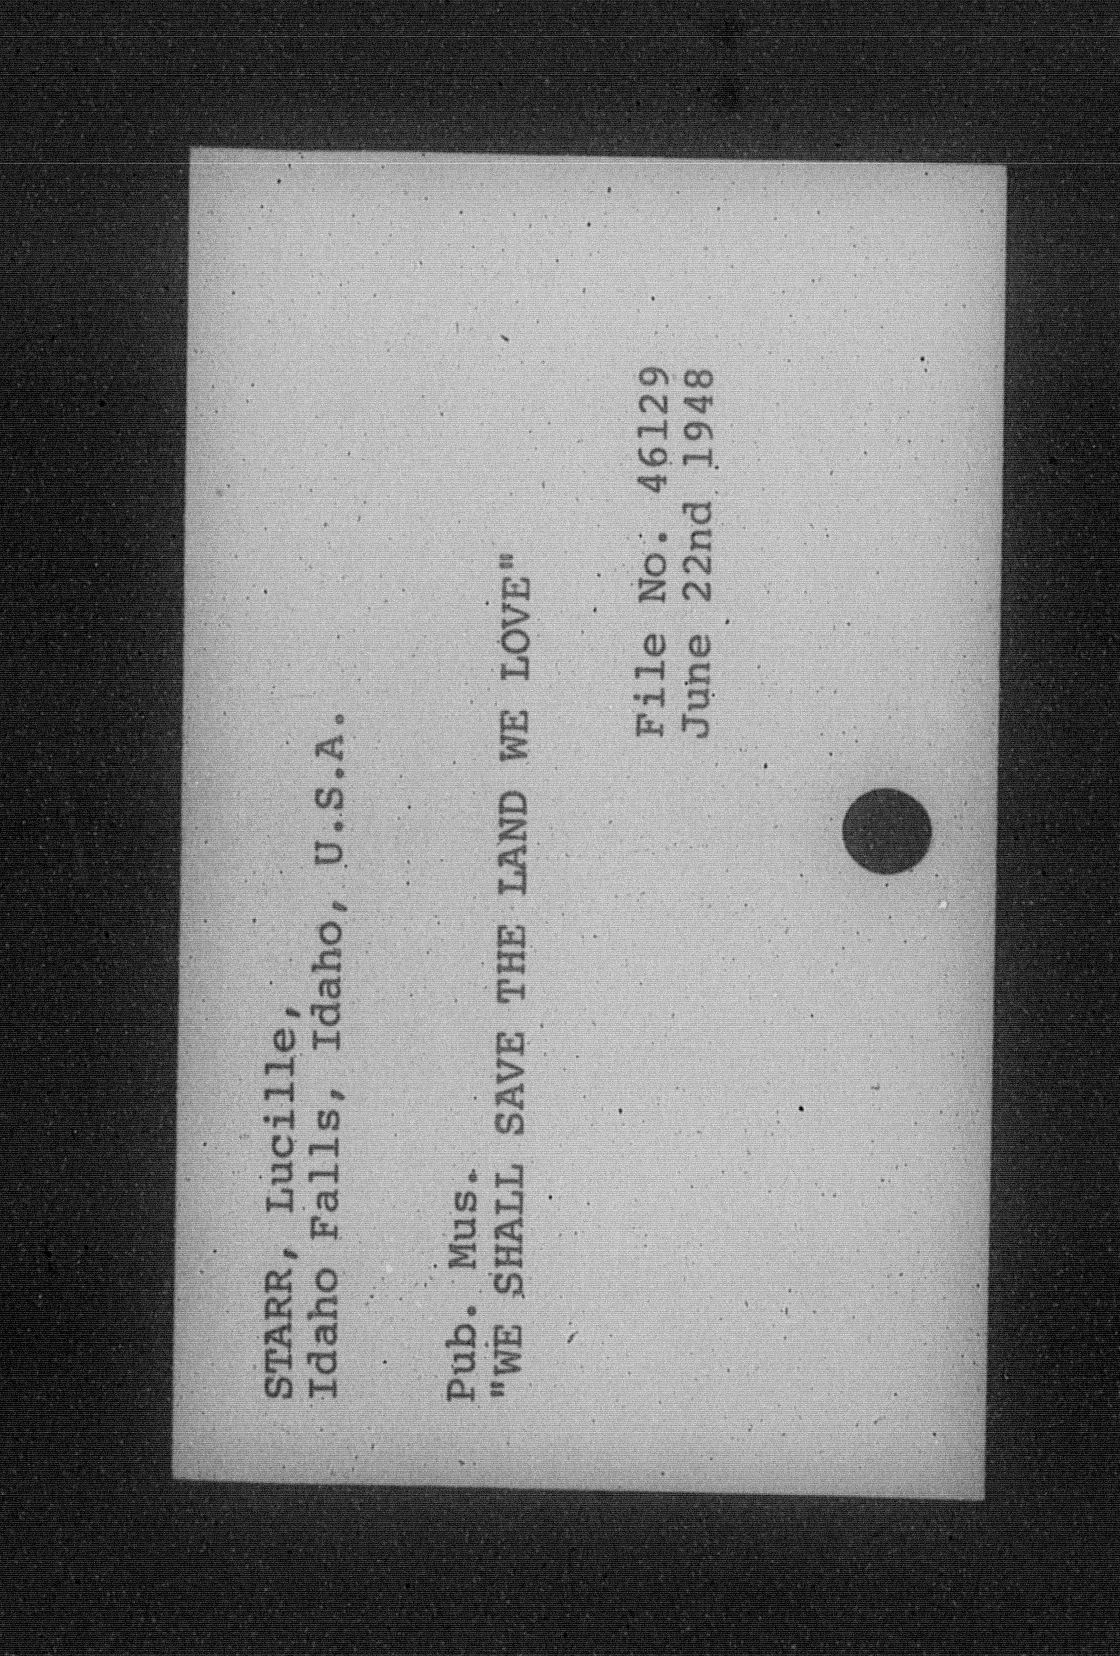 STARR, Lucille,
Idaho Falls, Idaho, U.S.A.
Pub. Mus.
"WE SHALL SAVE THE LAND WE LOVE"
File No. 46129
June 22nd 1948